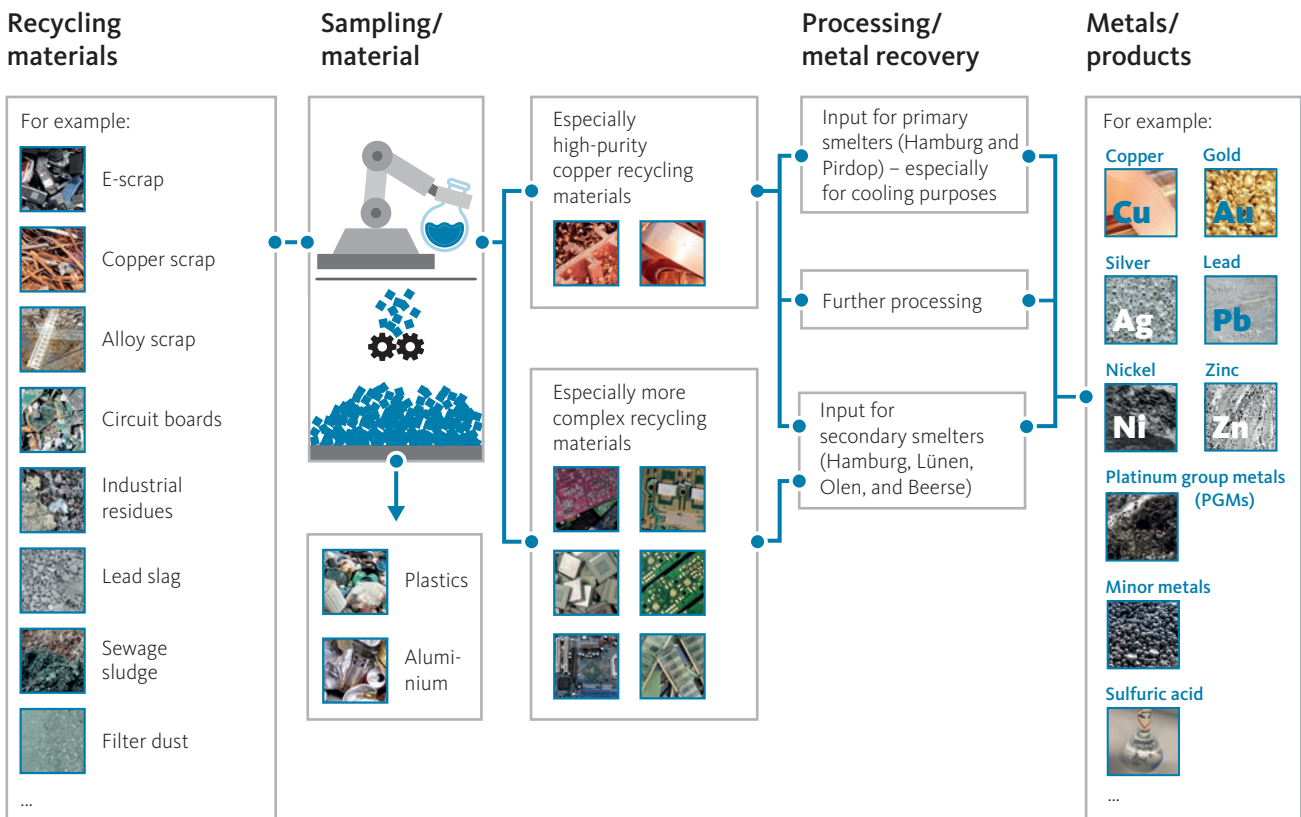 Recycling
materials
Sampling/
material
Processing/
metal recovery
Metals/
products
For example:
E-scrap
Copper scrap
Alloy scrap
Circuit boards
Industrial
residues
Lead slag
Sewage
sludge
Filter dust
...
Plastics
Alumi-
nium
Especially
high-purity
copper recycling
materials
Especially more
complex recycling
materials
Input for primary
smelters (Hamburg and
Pirdop) – especially
for cooling purposes
Further processing
Input for
secondary smelters
(Hamburg, Lünen,
Olen, and Beerse)
For example:
Copper
Gold
Cu
Au
Silver
Lead
Ag
Pb
Nickel
Zinc
Ni
Zn
Platinum group metals
(PGMs)
Minor metals
Sulfuric acid
...